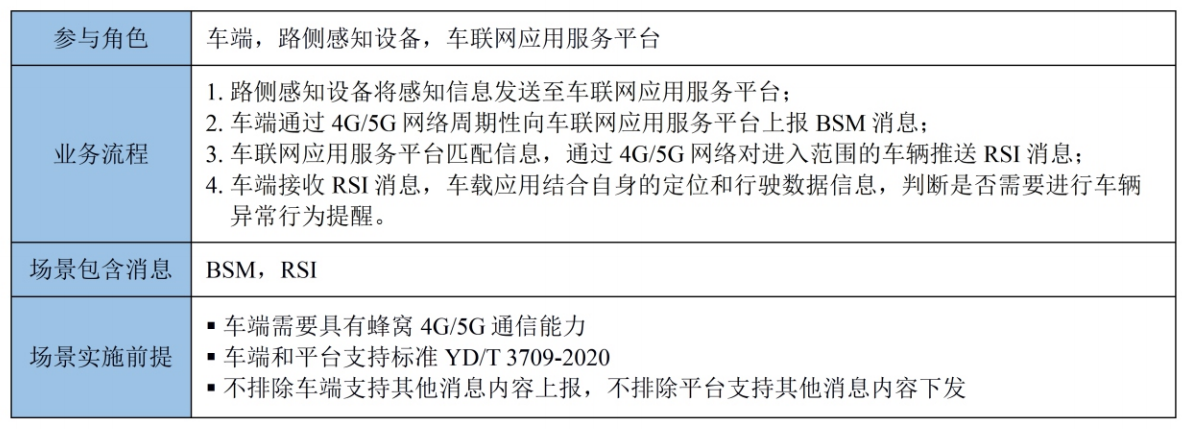 参与角色
车端，路侧感知设备，车联网应用服务平台
业务流程
1. 路侧感知设备将感知信息发送至车联网应用服务平台；
2. 车端通过 4G/5G 网络周期性向车联网应用服务平台上报 BSM 消息；
3. 车联网应用服务平台匹配信息，通过 4G/5G 网络对进入范围的车辆推送 RSI 消息；
4. 车端接收 RSI 消息，车载应用结合自身的定位和行驶数据信息，判断是否需要进行车辆
异常行为提醒。
场景包含消息
BSM，RSI
场景实施前提
▪ 车端需要具有蜂窝 4G/5G 通信能力
▪ 车端和平台支持标准 YD/T 3709-2020
▪ 不排除车端支持其他消息内容上报，不排除平台支持其他消息内容下发